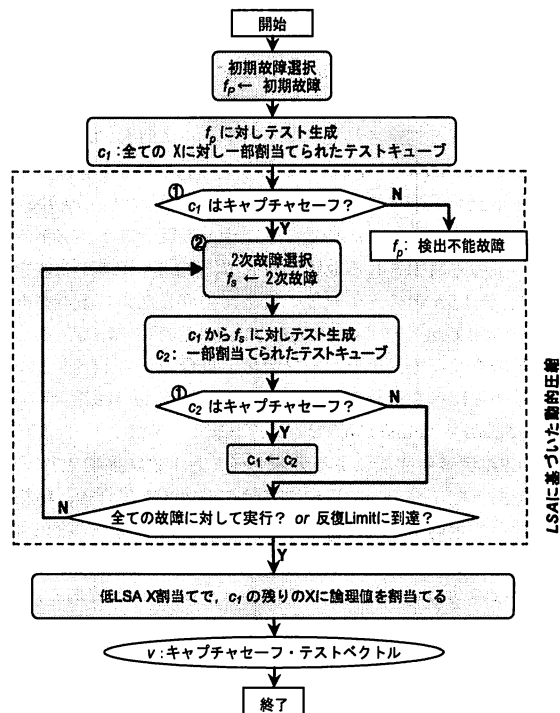 開始
初期故障選択
fp ← 初期故障
fp に対しテスト生成
c1 : 全ての Xに対し一部割当てられたテストキューブ
①
c1 はキャプチャセーフ？
N
Y
fp: 検出不能故障
②
2次故障選択
fs ← 2次故障
c1 から fs に対しテスト生成
c2 : 一部割当てられたテストキューブ
①
c2 はキャプチャセーフ？
N
Y
c1 ← c2
N
全ての故障に対して実行？ or 反復Limitに到達？
Y
LSAに基づいた動的圧縮
低LSA X割当てで，c1 の残りのXに論理値を割当てる
v : キャプチャセーフ・テストベクトル
終了